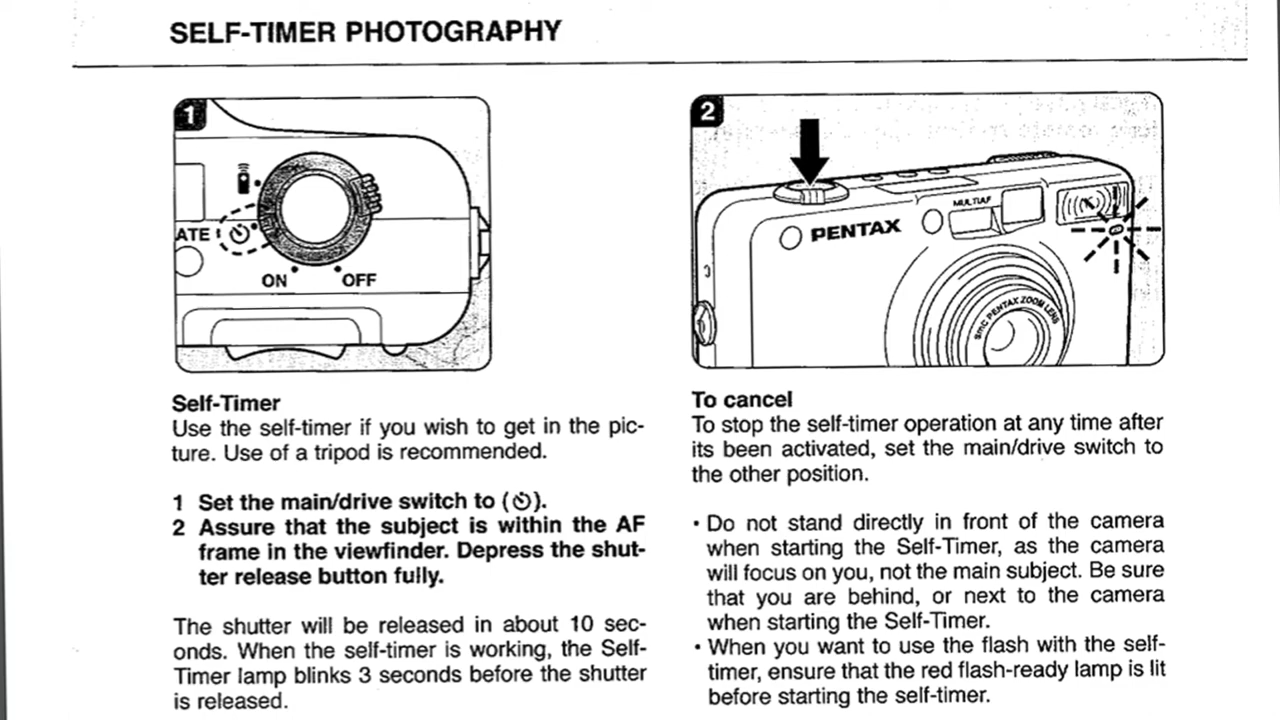 SELF-TIMER PHOTOGRAPHY
1
ATE
ON
OFF
2
MULTI AF
PENTAX
smc PENTAX ZOOM LENS
Self-Timer
Use the self-timer if you wish to get in the pic-
ture. Use of a tripod is recommended.
1 Set the main/drive switch to ( ).
2 Assure that the subject is within the AF
frame in the viewfinder. Depress the shut-
ter release button fully.
The shutter will be released in about 10 sec-
onds. When the self-timer is working, the Self-
Timer lamp blinks 3 seconds before the shutter
is released.
To cancel
To stop the self-timer operation at any time after
its been activated, set the main/drive switch to
the other position.
• Do not stand directly in front of the camera
when starting the Self-Timer, as the camera
will focus on you, not the main subject. Be sure
that you are behind, or next to the camera
when starting the Self-Timer.
• When you want to use the flash with the self-
timer, ensure that the red flash-ready lamp is lit
before starting the self-timer.